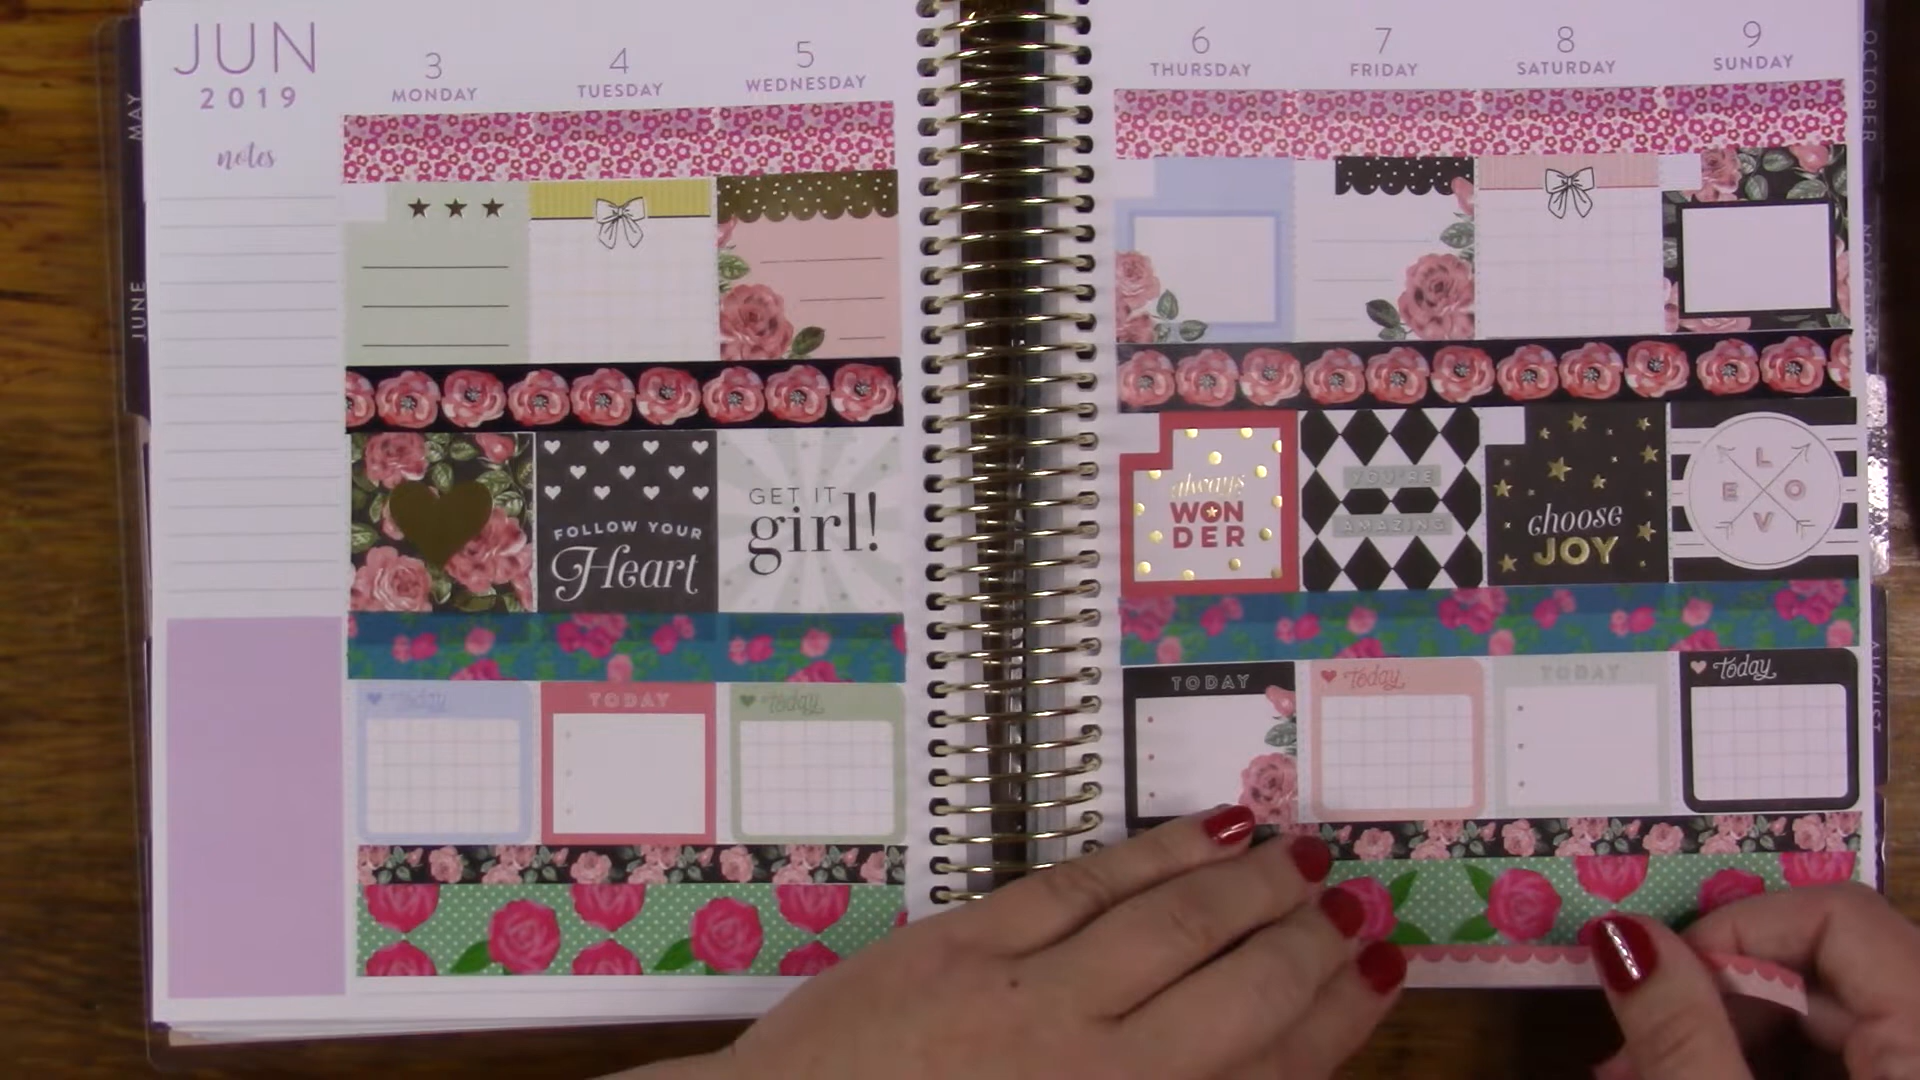 JUN
2019
notes
3
MONDAY
4
TUESDAY
5
WEDNESDAY
6
THURSDAY
7
FRIDAY
8
SATURDAY
9
SUNDAY
MAY
JUNE
OCTOBER
NOVEMBER
AUGUST
FOLLOW YOUR
Heart
GET IT
girl!
always
WON
DER
YOU'RE
AMAZING
choose
JOY
L
E O
V
Today
TODAY
Today
TODAY
Today
TODAY
Today